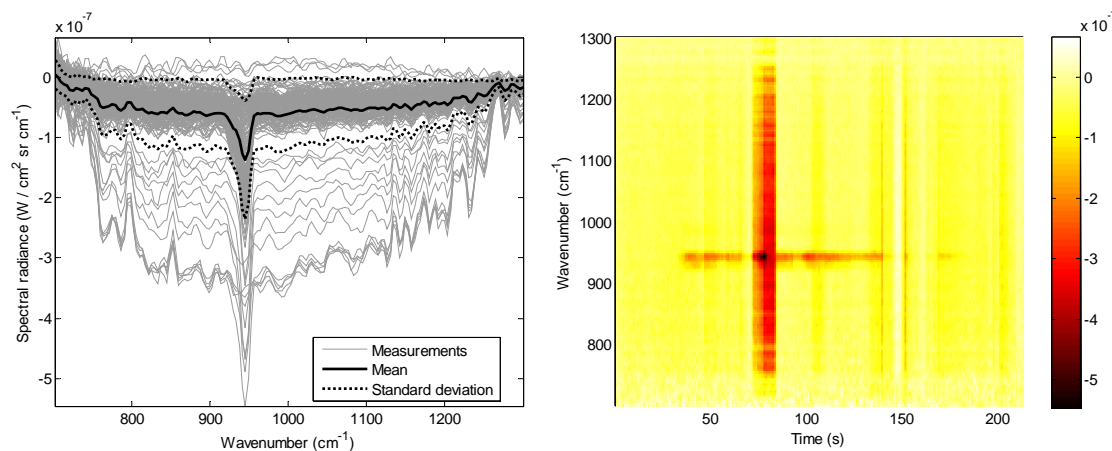 x 10⁻⁷
0
-1
-2
-3
-4
-5
800 900 1000 1100 1200
Wavenumber (cm⁻¹)
Spectral radiance (W / cm² sr cm⁻¹)
Measurements
Mean
Standard deviation
1300
1200
1100
1000
900
800
50 100 150 200
Time (s)
Wavenumber (cm⁻¹)
0
-1
-2
-3
-4
-5